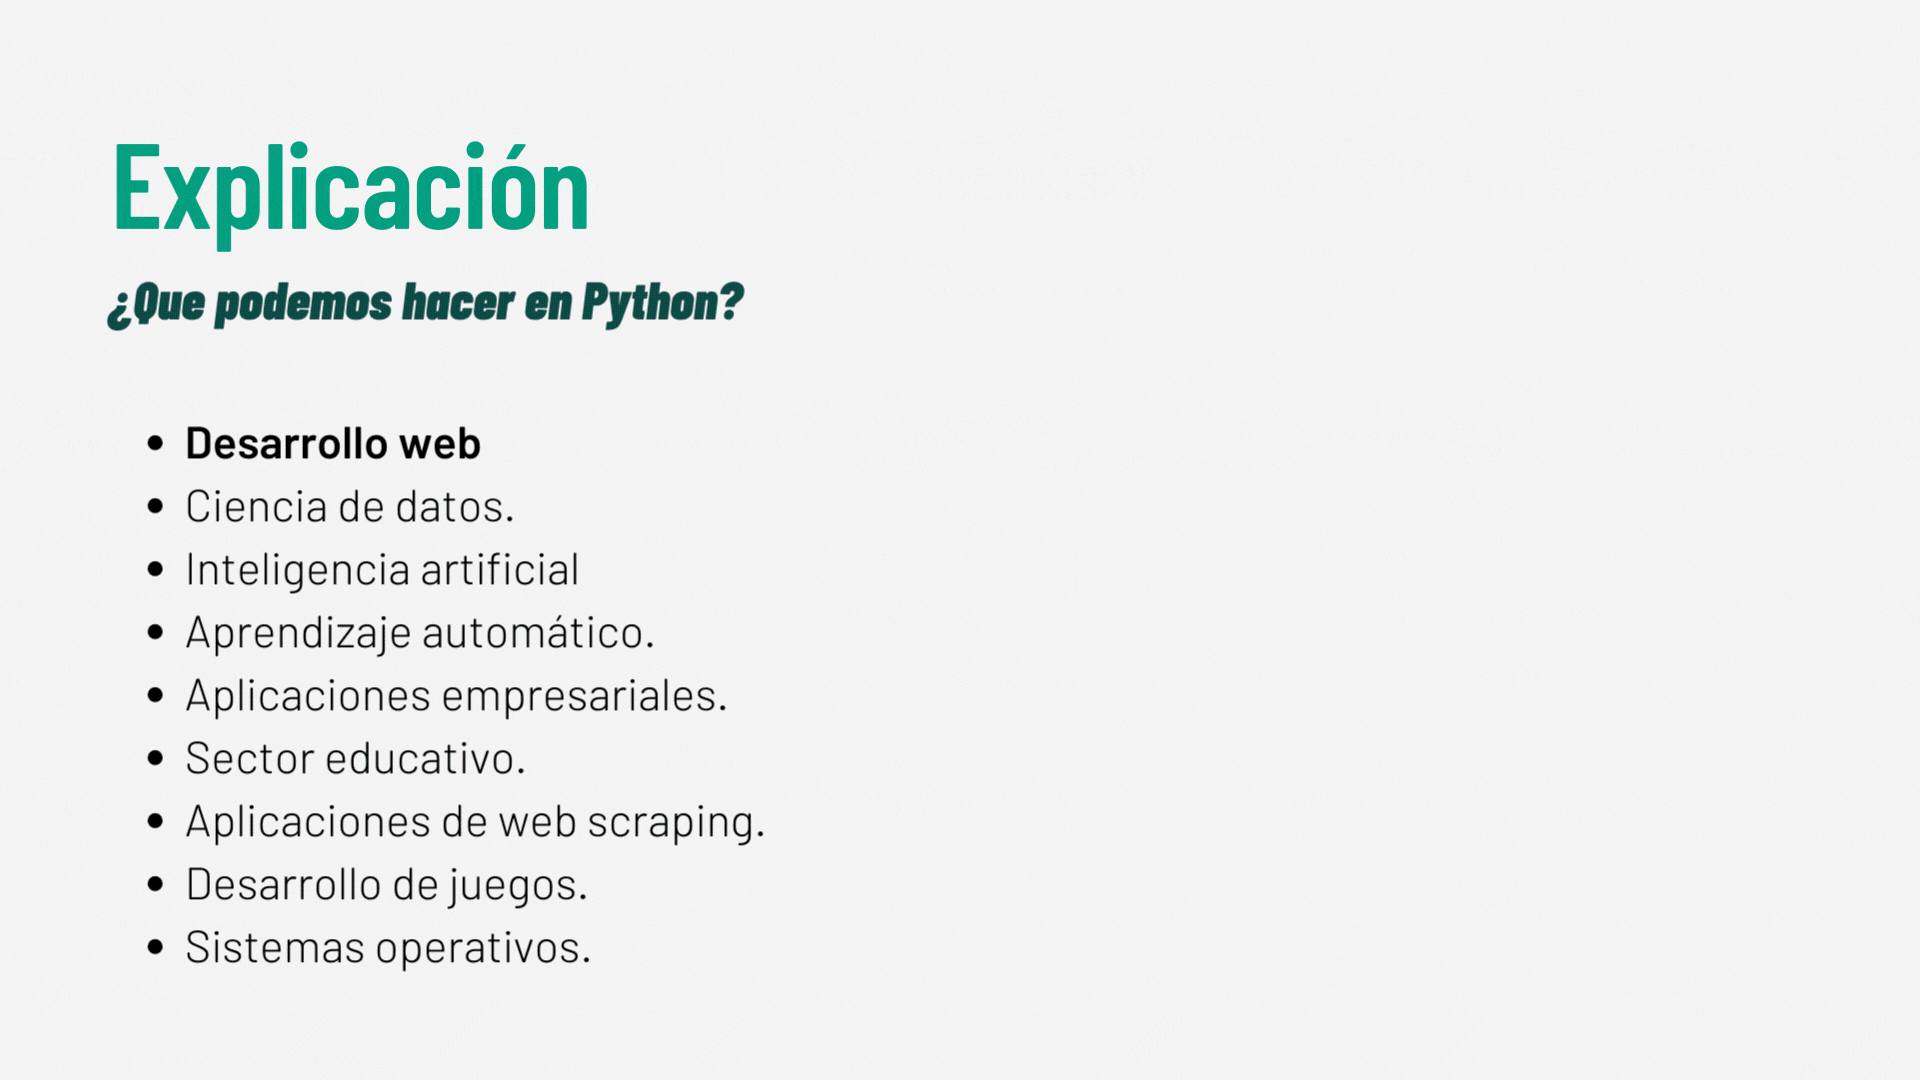 Explicación
¿Que podemos hacer en Python?
• Desarrollo web
• Ciencia de datos.
• Inteligencia artificial
• Aprendizaje automático.
• Aplicaciones empresariales.
• Sector educativo.
• Aplicaciones de web scraping.
• Desarrollo de juegos.
• Sistemas operativos.